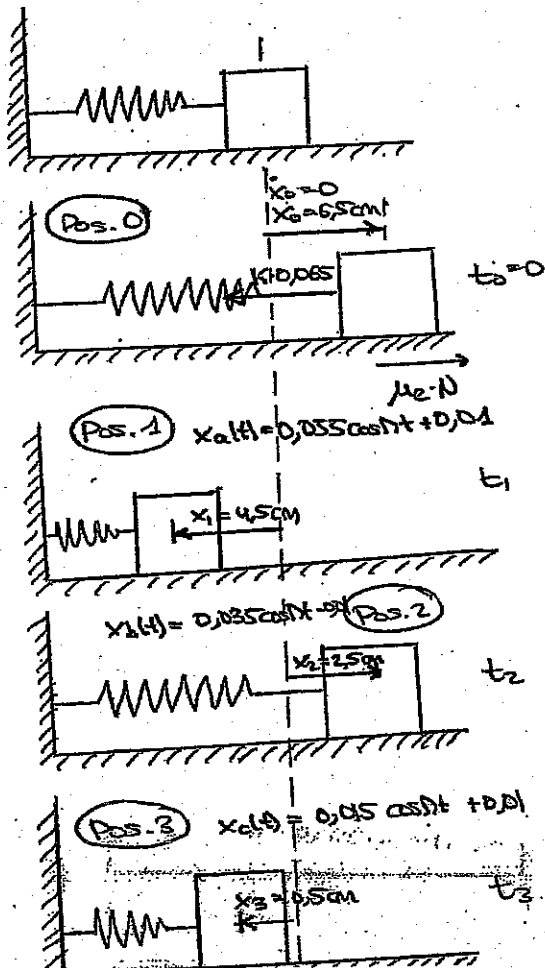 ẋ₀=0
Pos. 0
x₀=6,5cm
K·0,065
t₀=0
μe·N
Pos. 1 xa(t)=0,055cosΩt+0,01
t₁
x₁=4,5cm
xb(t)=0,035cosΩt Pos. 2
x₂=2,5cm
t₂
Pos. 3 xc(t)=0,015 cosΩt +0,01
x₃=0,5cm
t₃